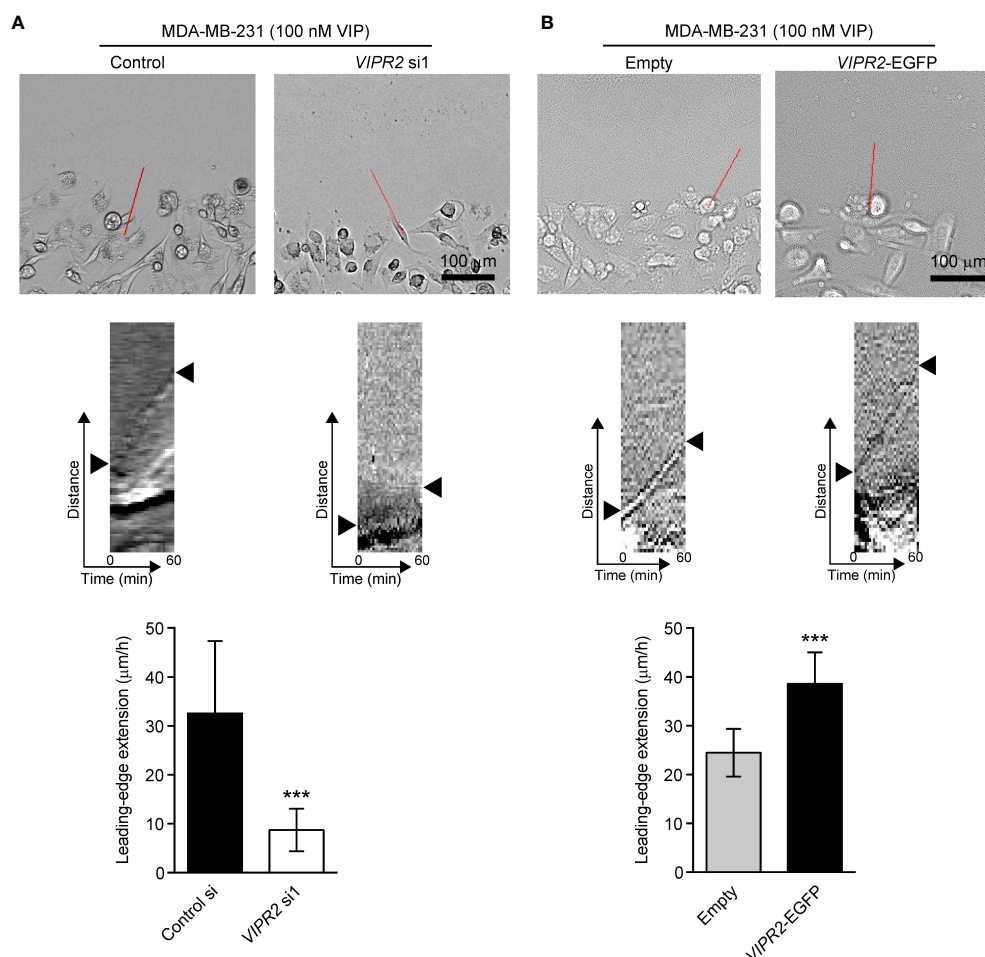 A
MDA-MB-231 (100 nM VIP)
Control
VIPR2 si1
100 μm
Distance
0
60
Time (min)
Distance
0
60
Time (min)
50
40
30
20
10
0
Leading-edge extension (μm/h)
***
Control si
VIPR2 si1
B
MDA-MB-231 (100 nM VIP)
Empty
VIPR2-EGFP
100 μm
Distance
0
60
Time (min)
Distance
0
60
Time (min)
50
40
30
20
10
0
Leading-edge extension (μm/h)
***
Empty
VIPR2-EGFP